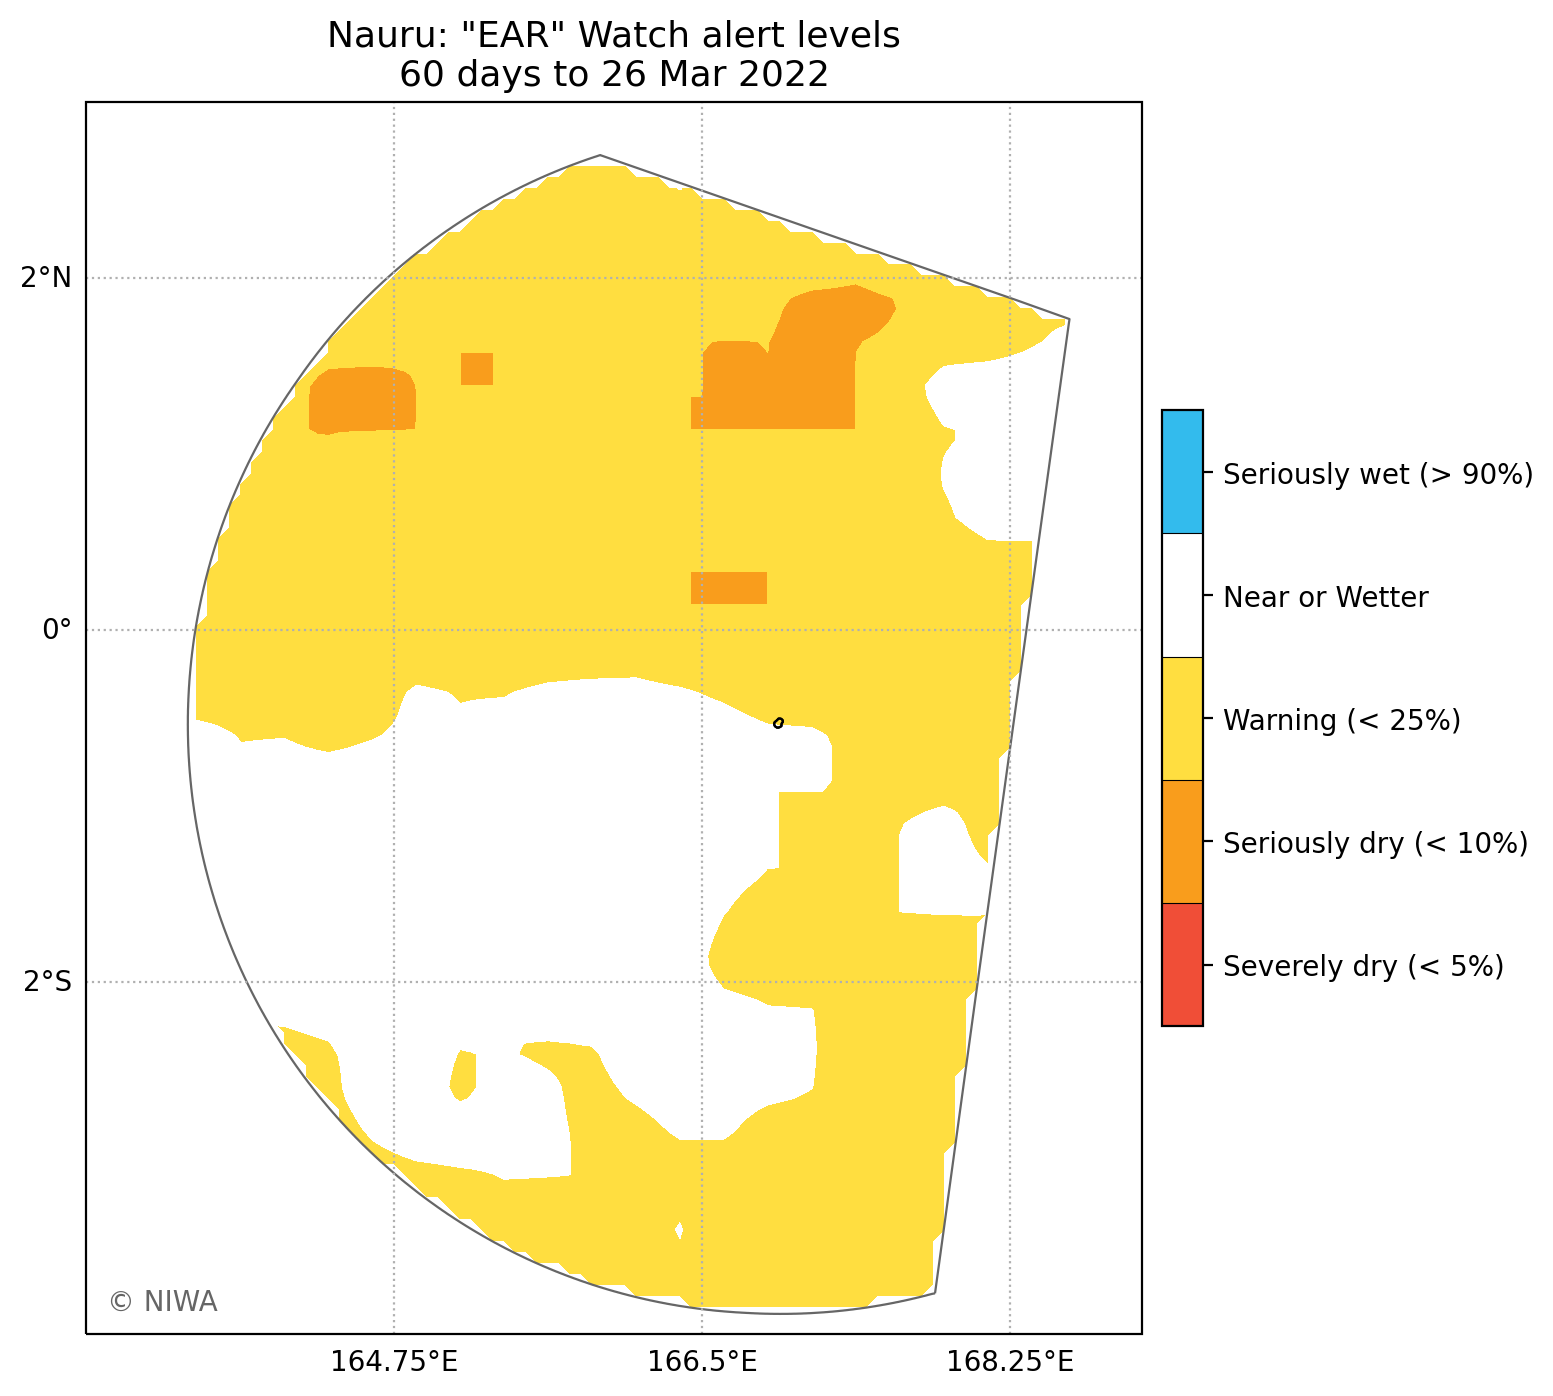 Nauru: "EAR" Watch alert levels
60 days to 26 Mar 2022
2°N
0°
2°S
164.75°E
166.5°E
168.25°E
Seriously wet (> 90%)
Near or Wetter
Warning (< 25%)
Seriously dry (< 10%)
Severely dry (< 5%)
© NIWA